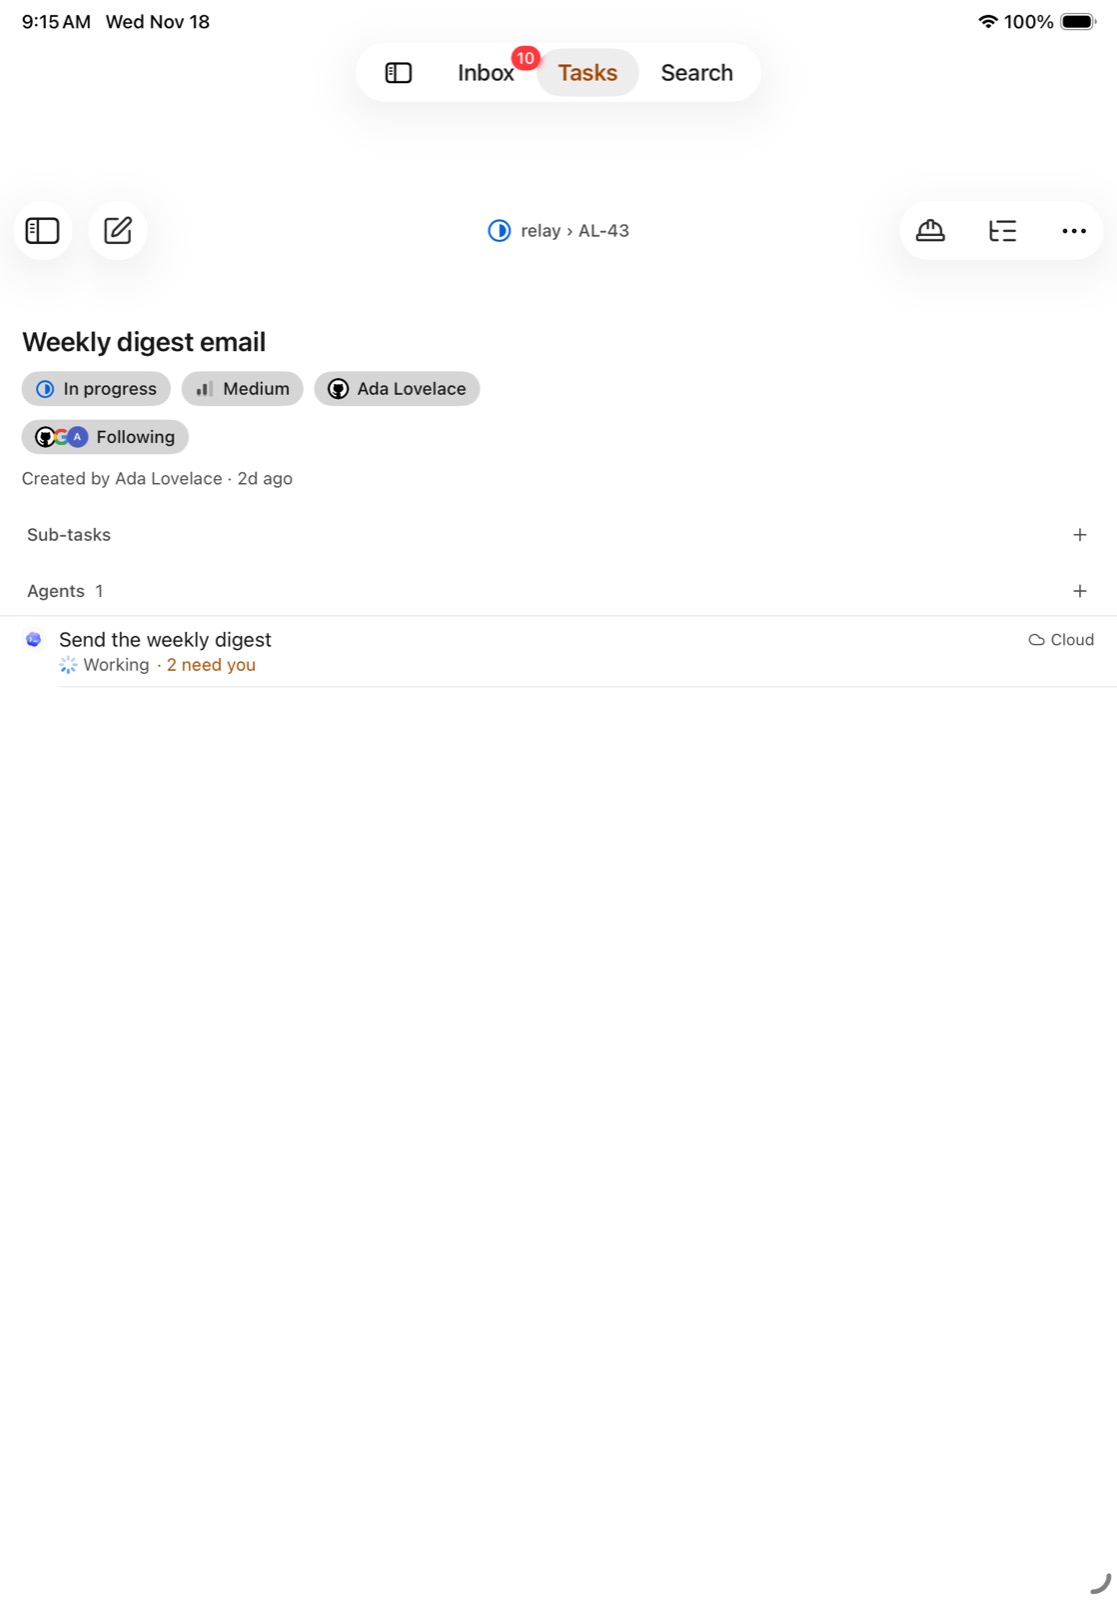 9:15 AM Wed Nov 18
100%
Inbox 10 Tasks Search
relay › AL-43
Weekly digest email
In progress Medium Ada Lovelace
A Following
Created by Ada Lovelace · 2d ago
Sub-tasks
Agents 1
Send the weekly digest Cloud
Working · 2 need you